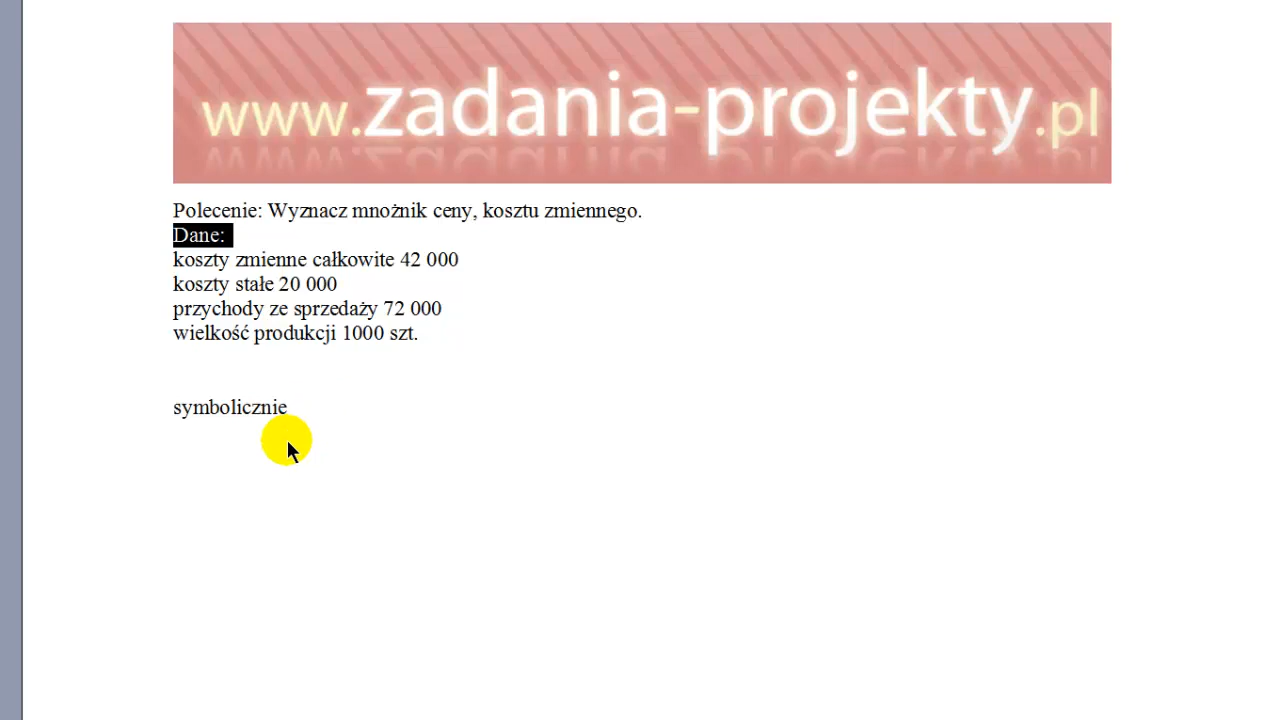 www.zadania-projekty.pl
Polecenie: Wyznacz mnożnik ceny, kosztu zmiennego.
Dane:
koszty zmienne całkowite 42 000
koszty stałe 20 000
przychody ze sprzedaży 72 000
wielkość produkcji 1000 szt.
symbolicznie